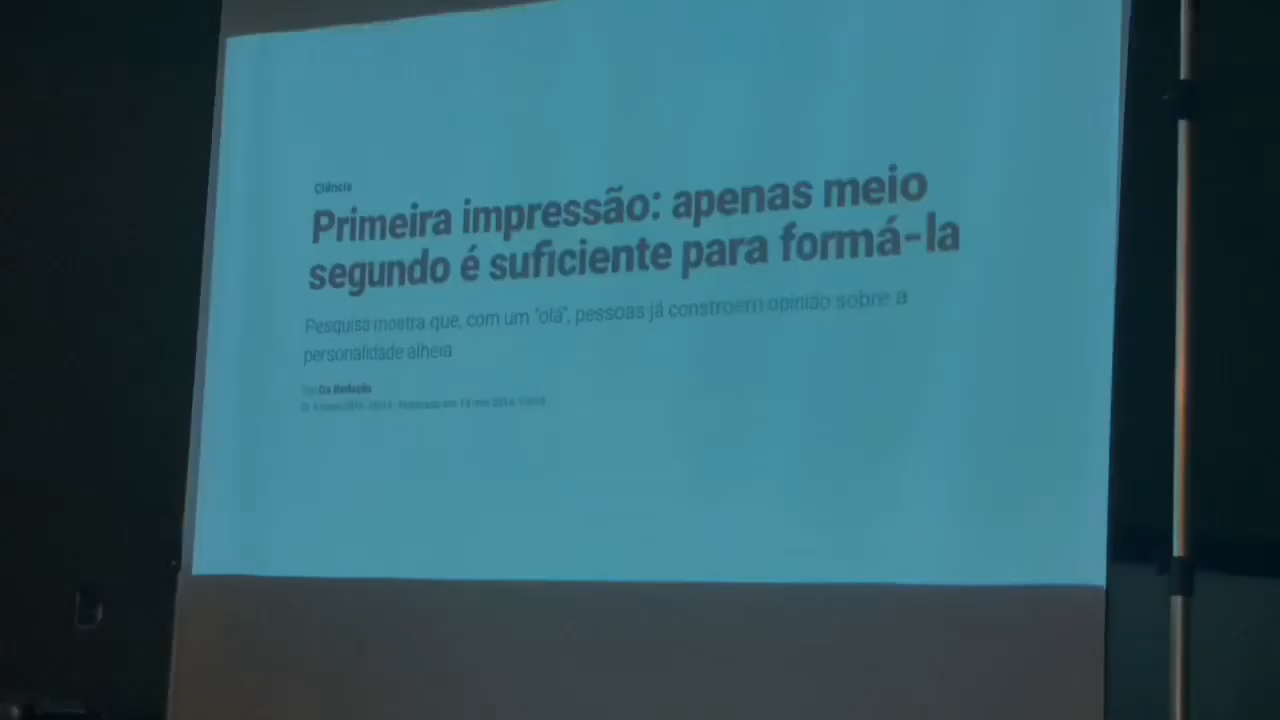 Ciência
Primeira impressão: apenas meio
segundo é suficiente para formá-la
Pesquisa mostra que, com um "olá", pessoas já constroem opinião sobre a
personalidade alheia
Da Redação